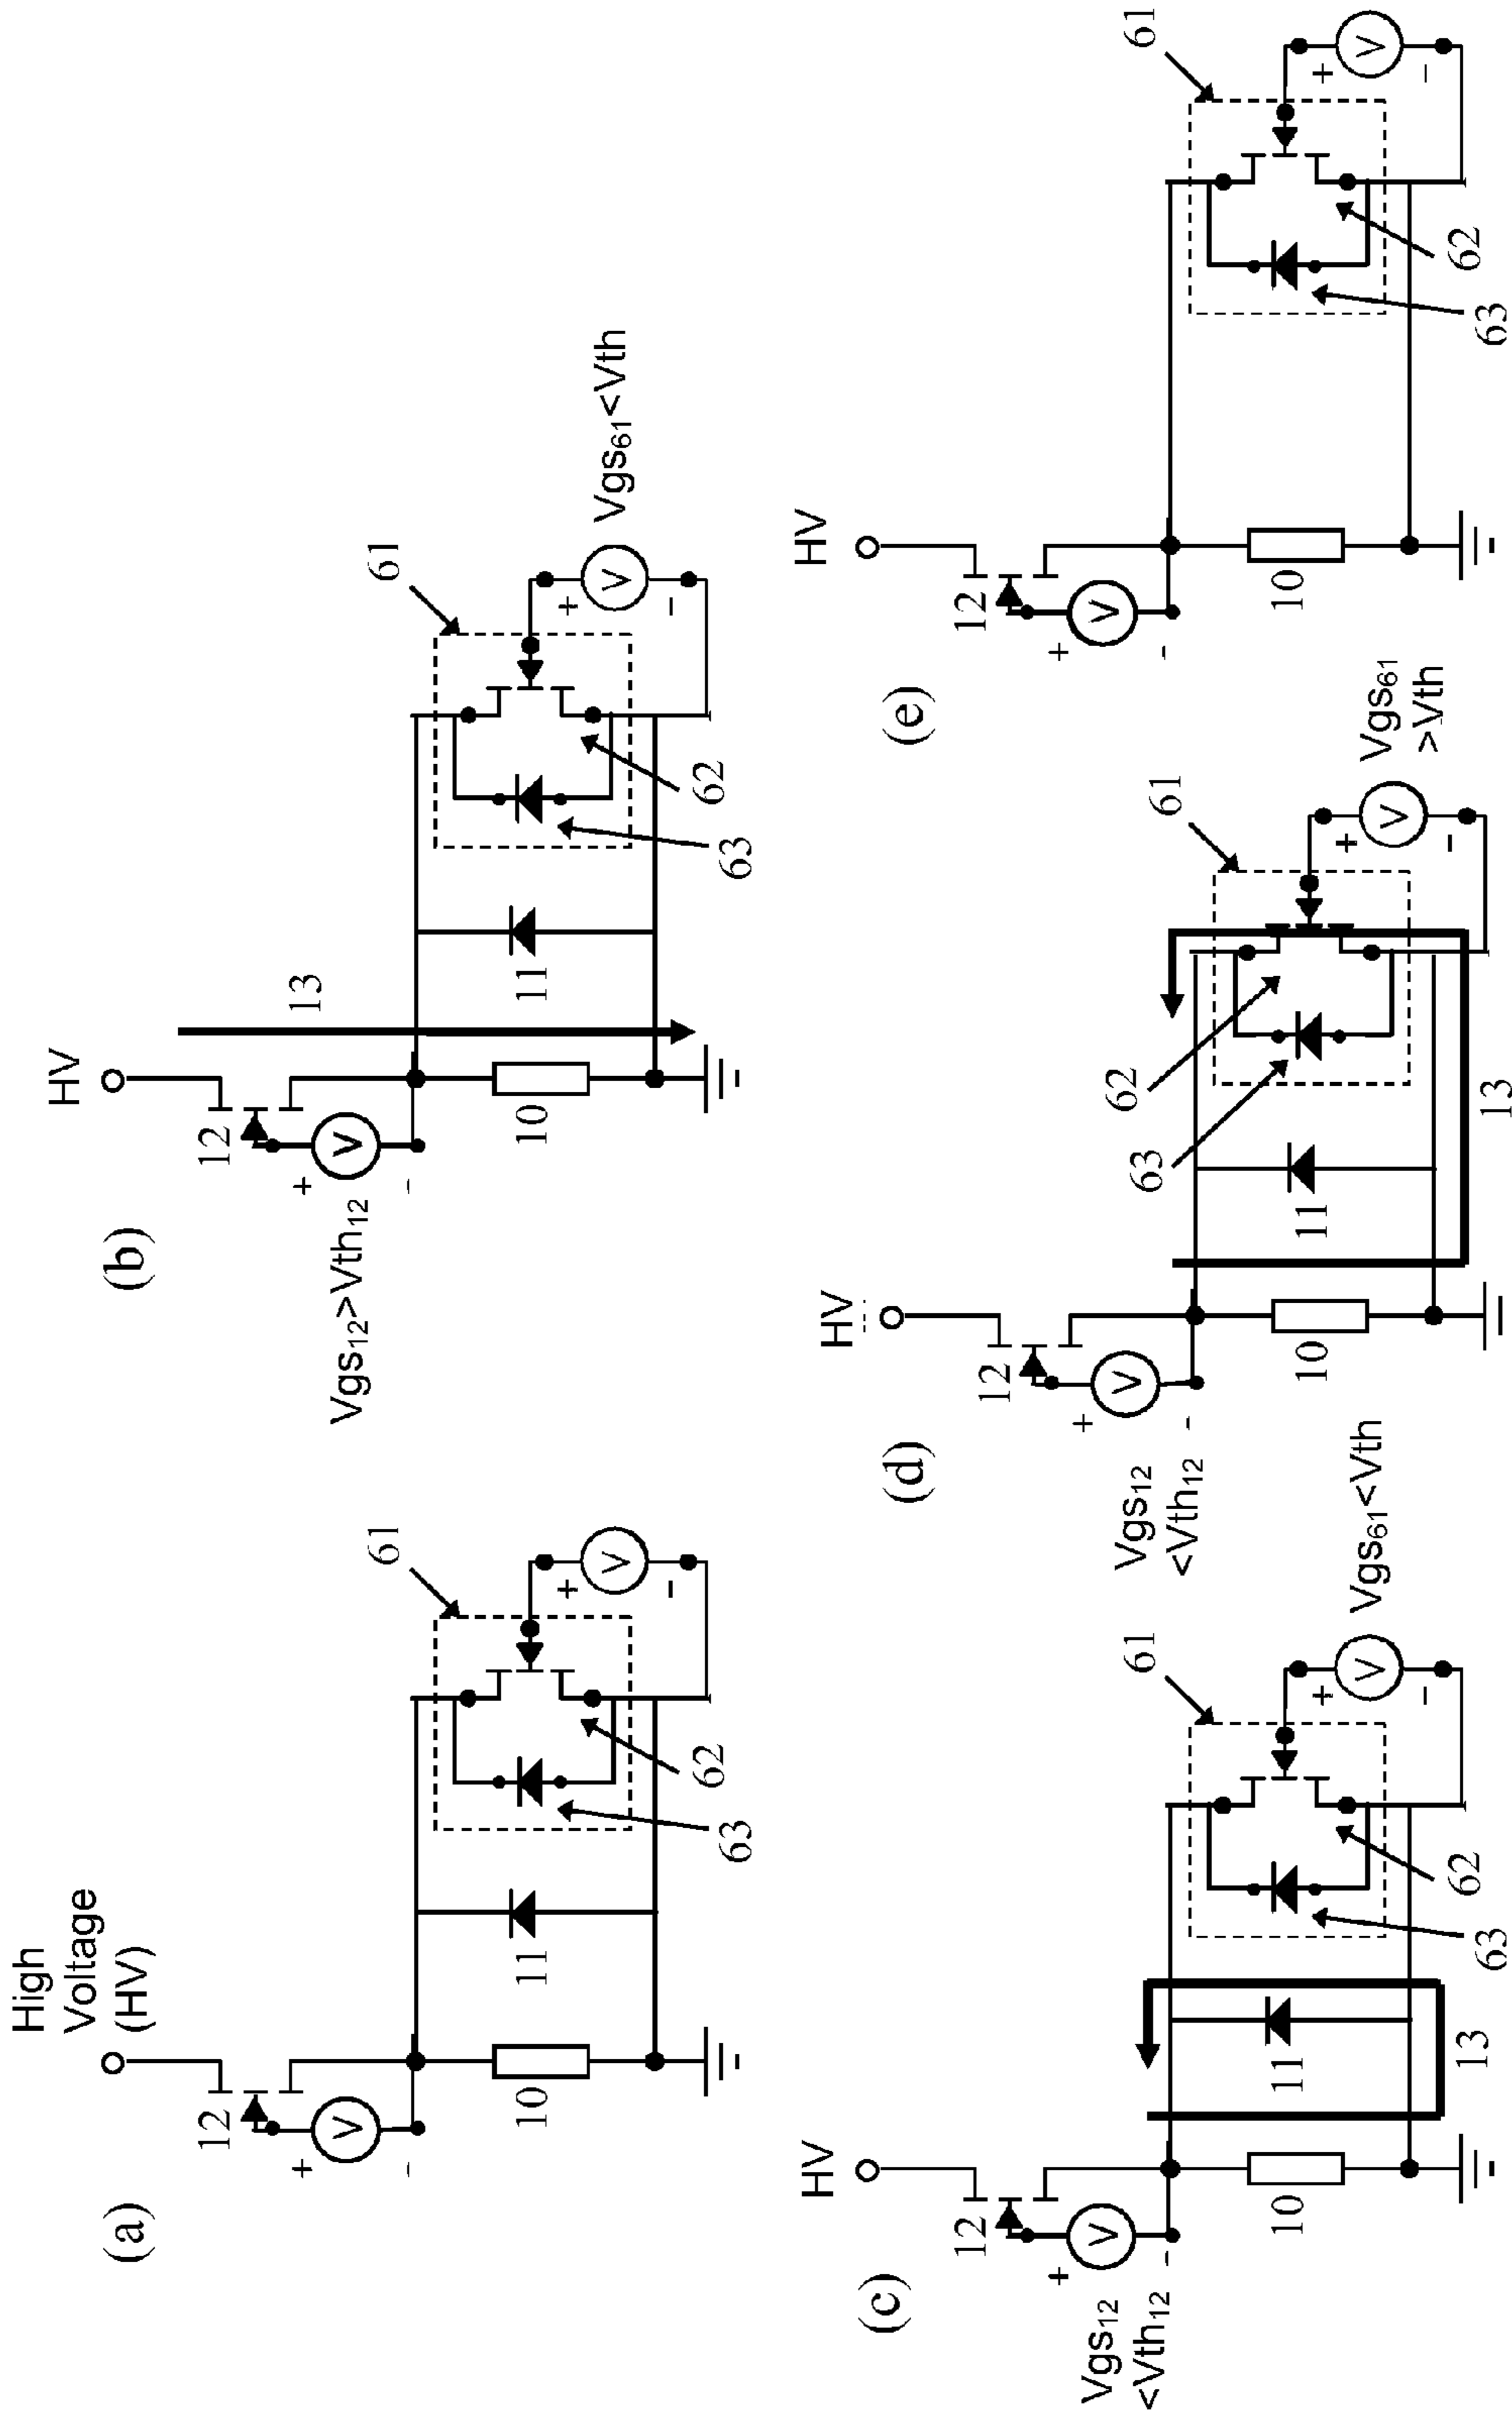 (a)
High
Voltage
(HV)
12
+
V
-
10
11
61
62
63
+
V
-
(b)
HV
12
Vgs12>Vth12
+
V
-
13
10
11
61
62
63
+
V
-
Vgs61<Vth
(c)
HV
12
Vgs12
<Vth12
+
V
-
10
11
13
61
62
63
+
V
-
Vgs61<Vth
(d)
HV
12
Vgs12
<Vth12
+
V
-
10
11
13
61
62
63
+
V
-
Vgs61
>Vth
(e)
HV
12
+
V
-
10
61
62
63
+
V
-